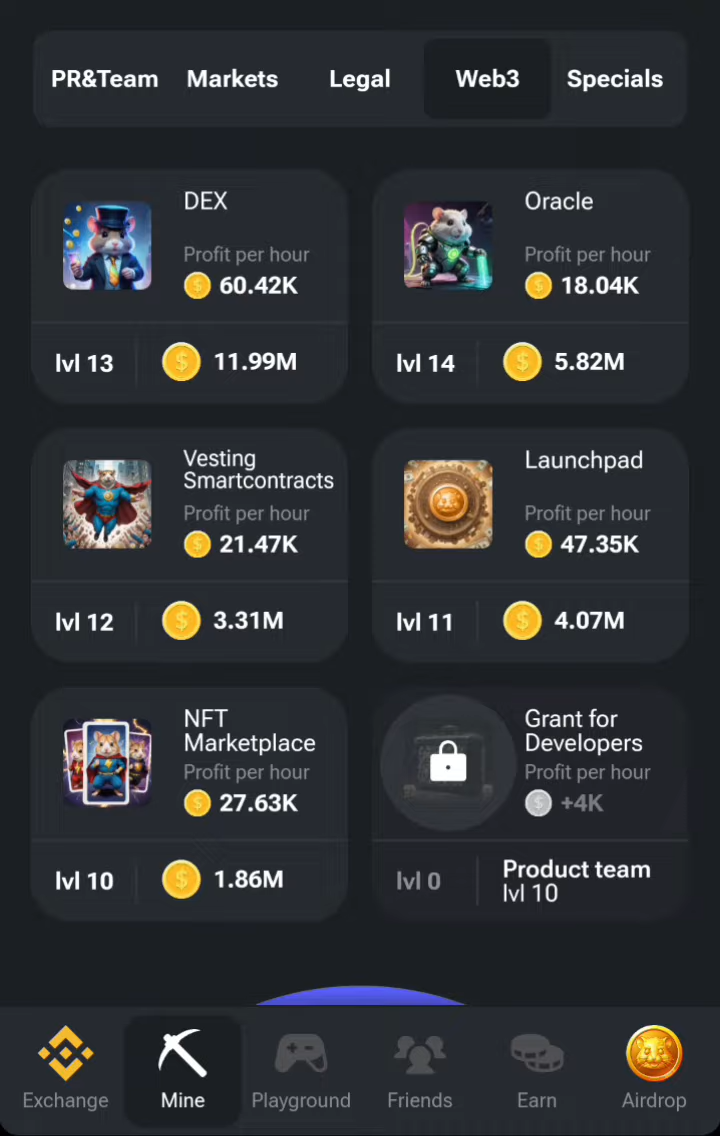 PR&Team Markets Legal Web3 Specials
DEX
Profit per hour
60.42K
lvl 13
11.99M
Oracle
Profit per hour
18.04K
lvl 14
5.82M
Vesting
Smartcontracts
Profit per hour
21.47K
lvl 12
3.31M
Launchpad
Profit per hour
47.35K
lvl 11
4.07M
NFT
Marketplace
Profit per hour
27.63K
lvl 10
1.86M
Grant for
Developers
Profit per hour
+4K
lvl 0
Product team
lvl 10
Exchange Mine Playground Friends Earn Airdrop